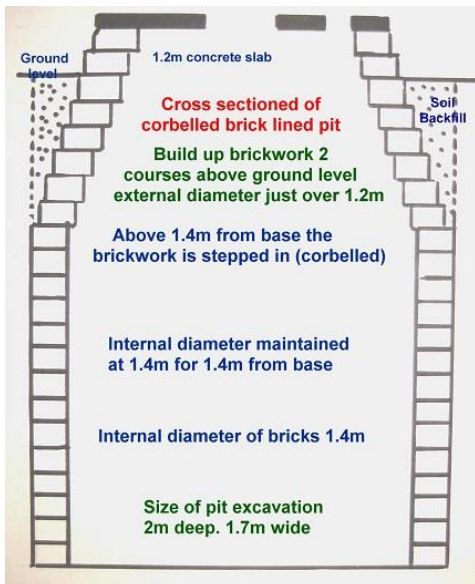 Ground
level
1.2m concrete slab
Cross sectioned of
corbelled brick lined pit
Soil
Backfill
Build up brickwork 2
courses above ground level
external diameter just over 1.2m
Above 1.4m from base the
brickwork is stepped in (corbelled)
Internal diameter maintained
at 1.4m for 1.4m from base
Internal diameter of bricks 1.4m
Size of pit excavation
2m deep. 1.7m wide